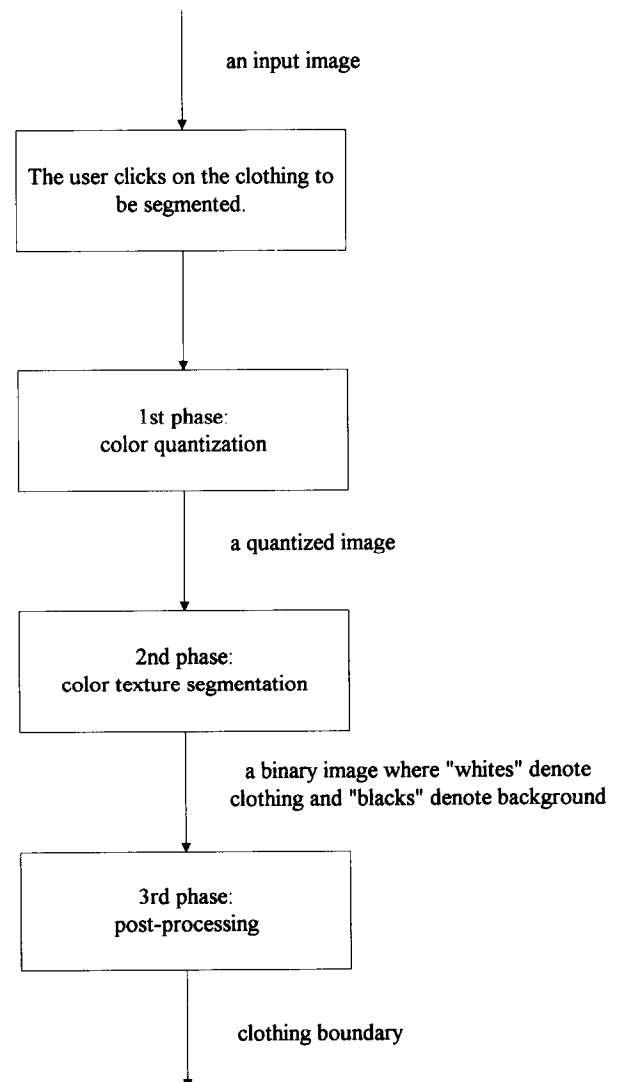 an input image
The user clicks on the clothing to
be segmented.
1st phase:
color quantization
a quantized image
2nd phase:
color texture segmentation
a binary image where "whites" denote
clothing and "blacks" denote background
3rd phase:
post-processing
clothing boundary